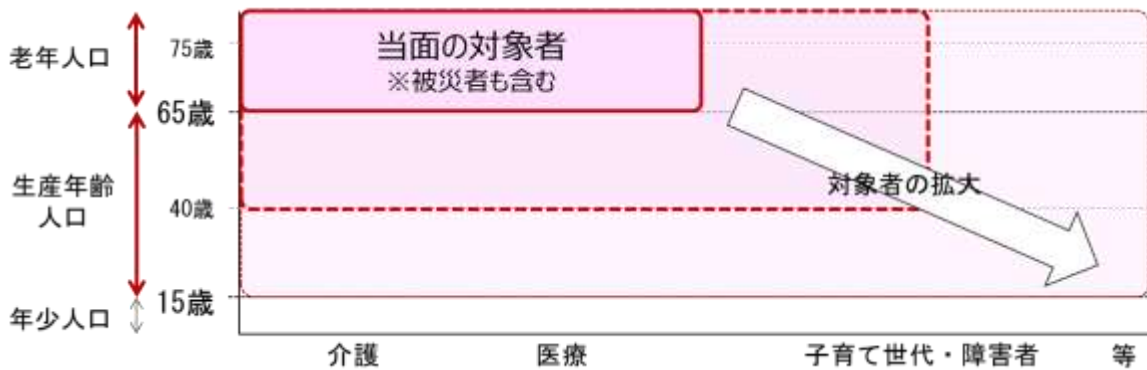 当面の対象者
※被災者も含む
老年人口
75歳
65歳
生産年齢
人口
40歳
対象者の拡大
15歳
年少人口
介護
医療
子育て世代・障害者
等